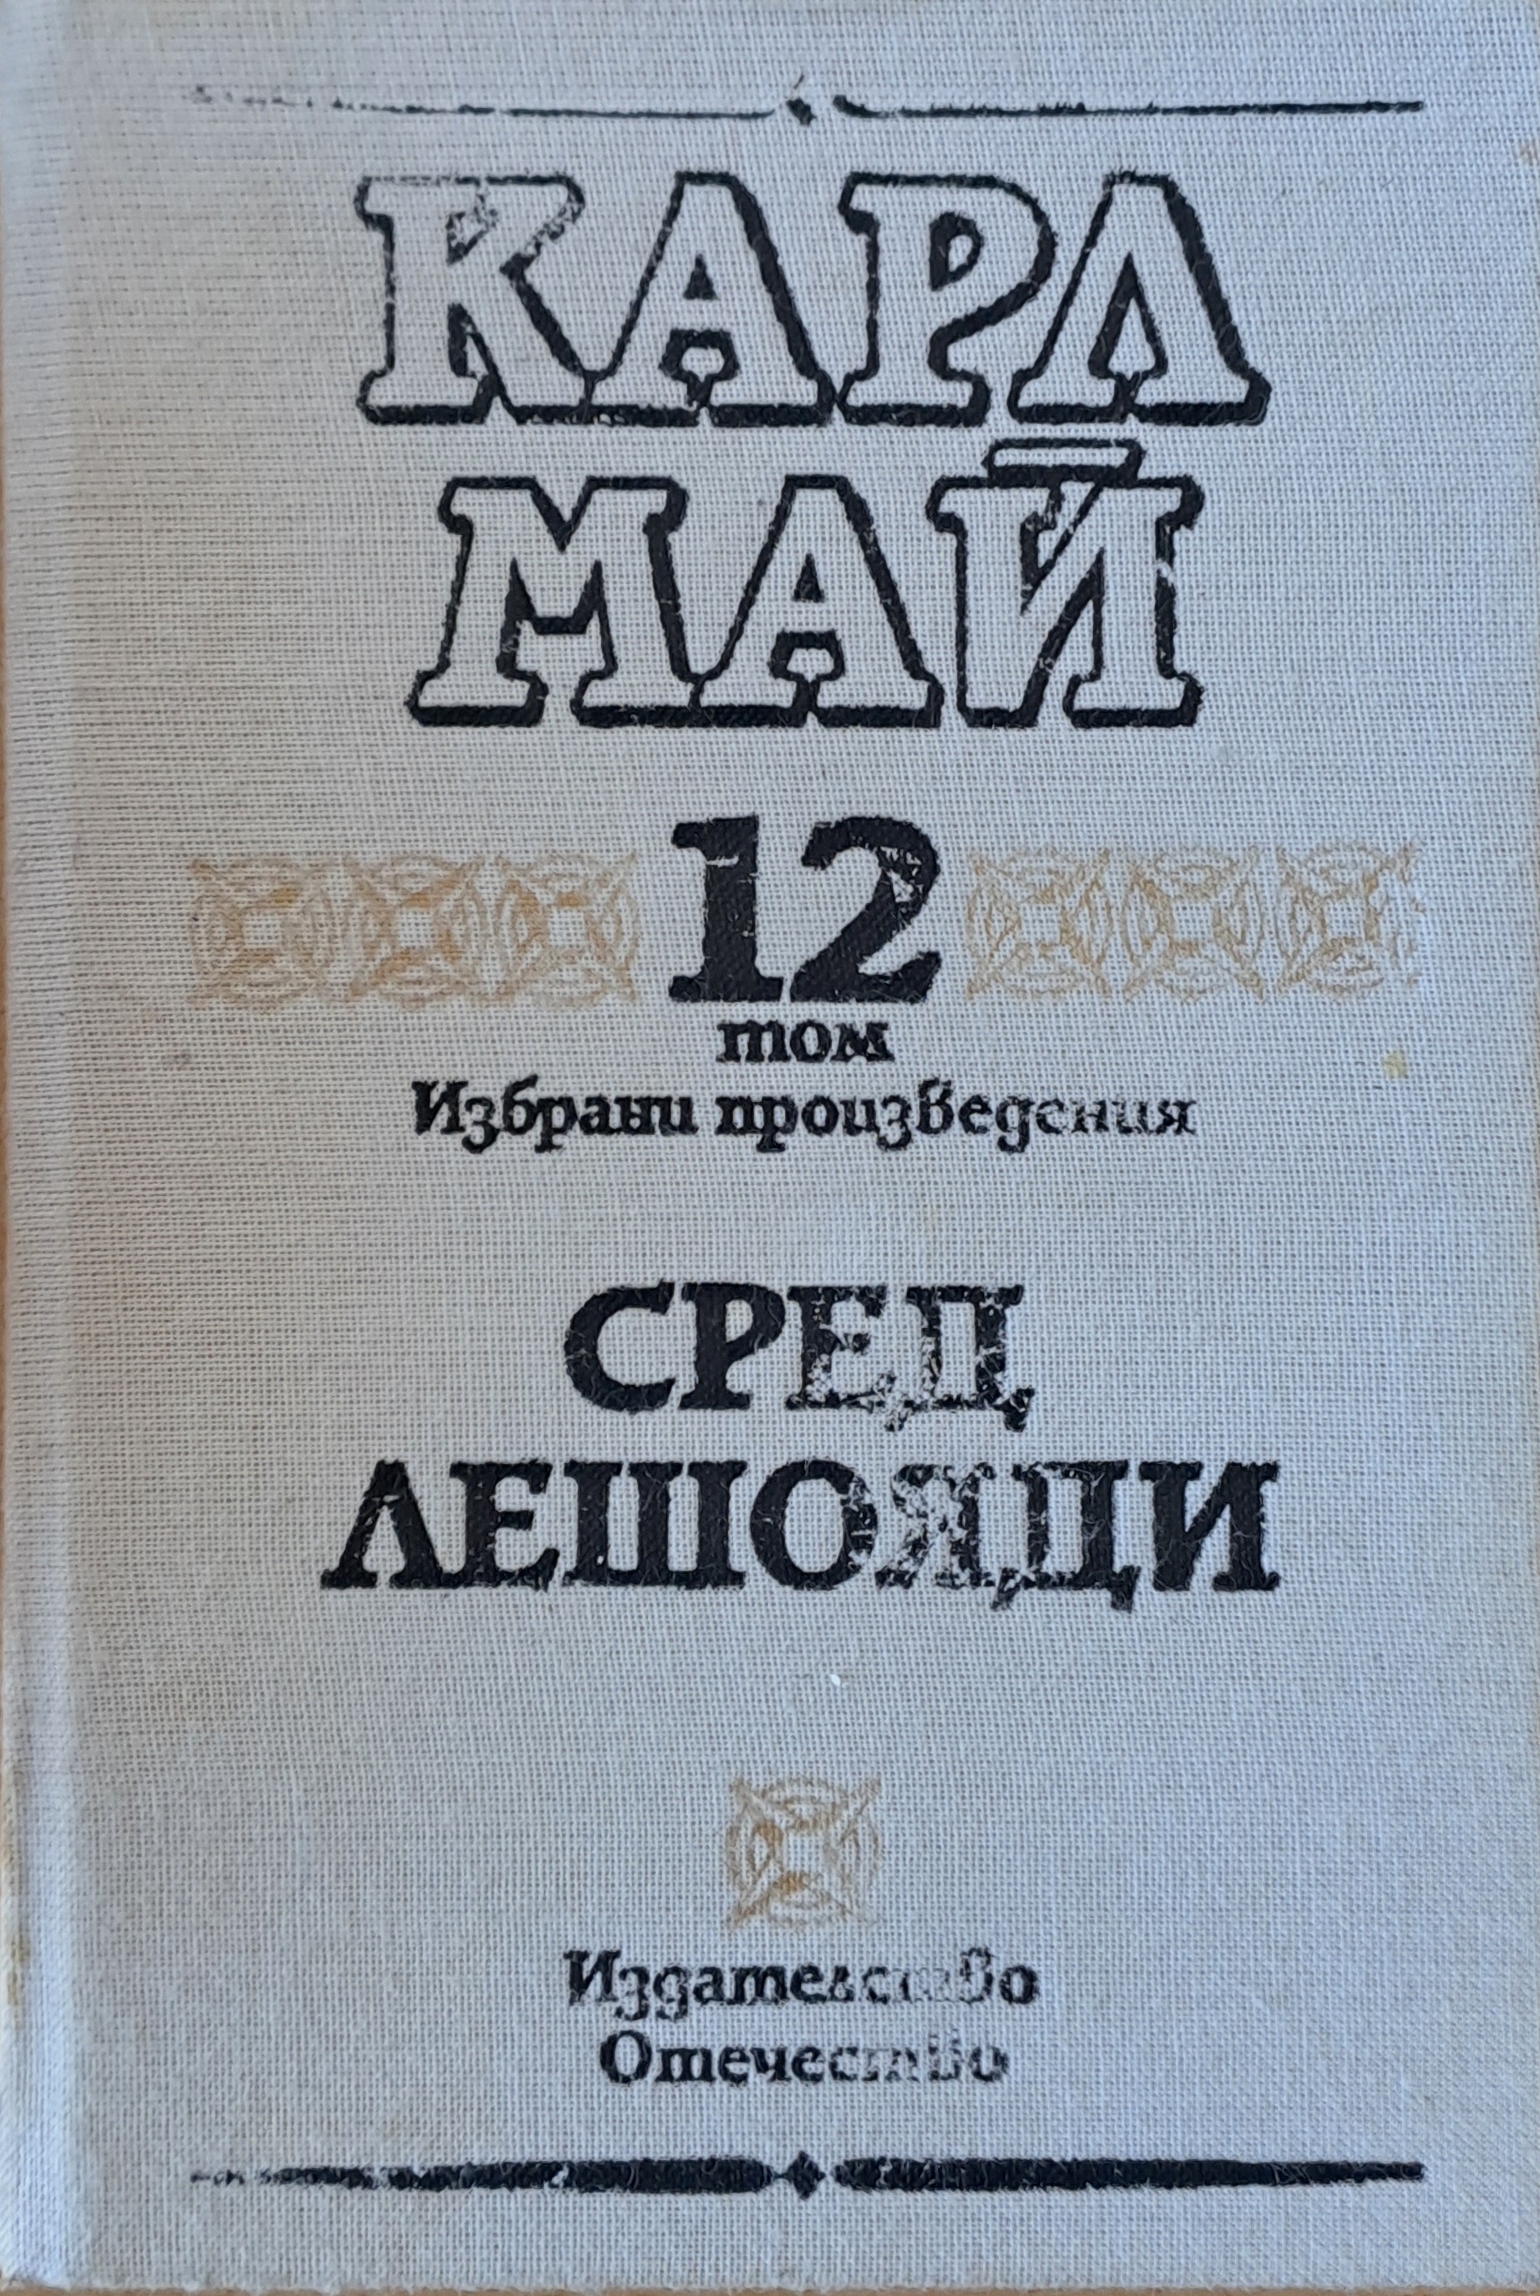 КАРЛ
МАЙ
12
том
Избрани произведения
СРЕД
ЛЕШОЯДИ
Издателство
Отечество